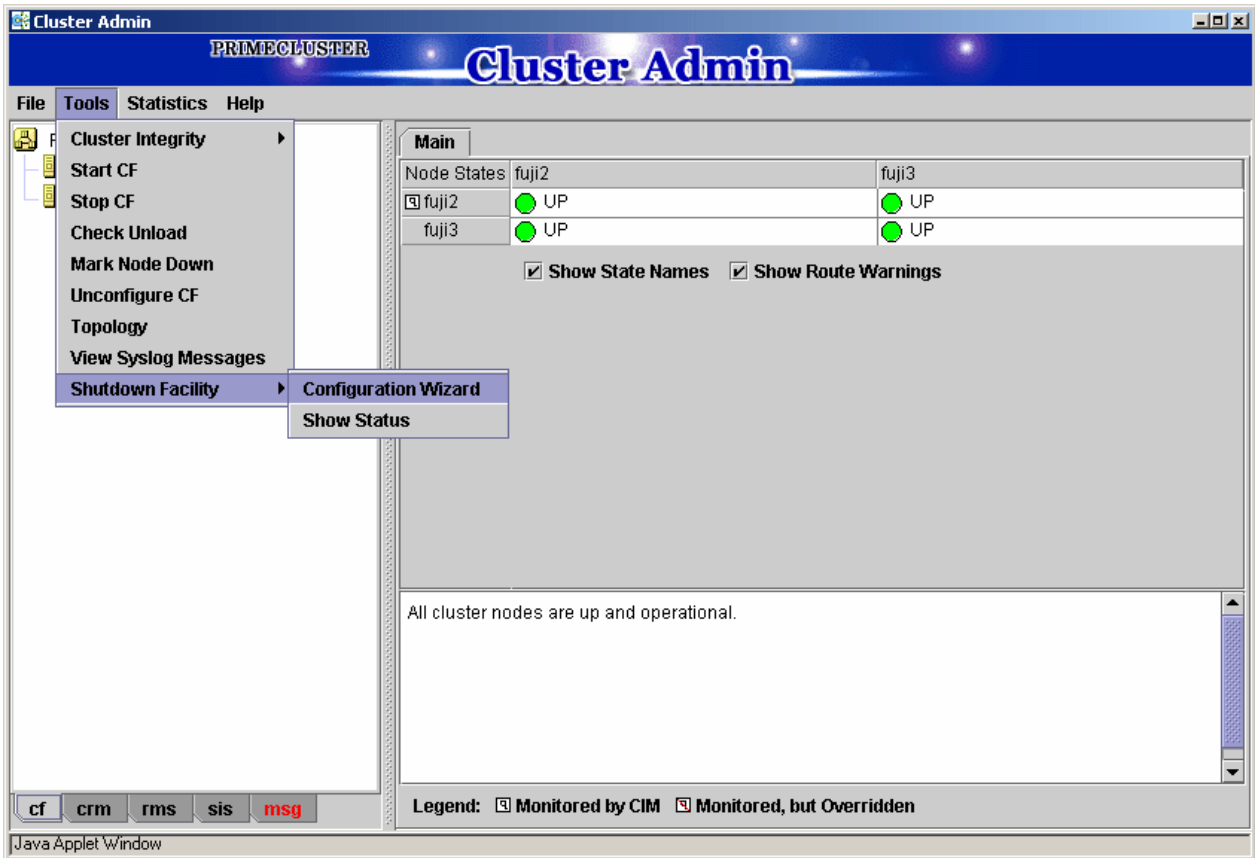 Cluster Admin
PRIMECLUSTER
Cluster Admin
File Tools Statistics Help
Cluster Integrity
Start CF
Stop CF
Check Unload
Mark Node Down
Unconfigure CF
Topology
View Syslog Messages
Shutdown Facility
Configuration Wizard
Show Status
Main
Node States fuji2 fuji3
fuji2 UP UP
fuji3 UP UP
Show State Names Show Route Warnings
All cluster nodes are up and operational.
cf crm rms sis msg
Legend: Monitored by CIM Monitored, but Overridden
Java Applet Window